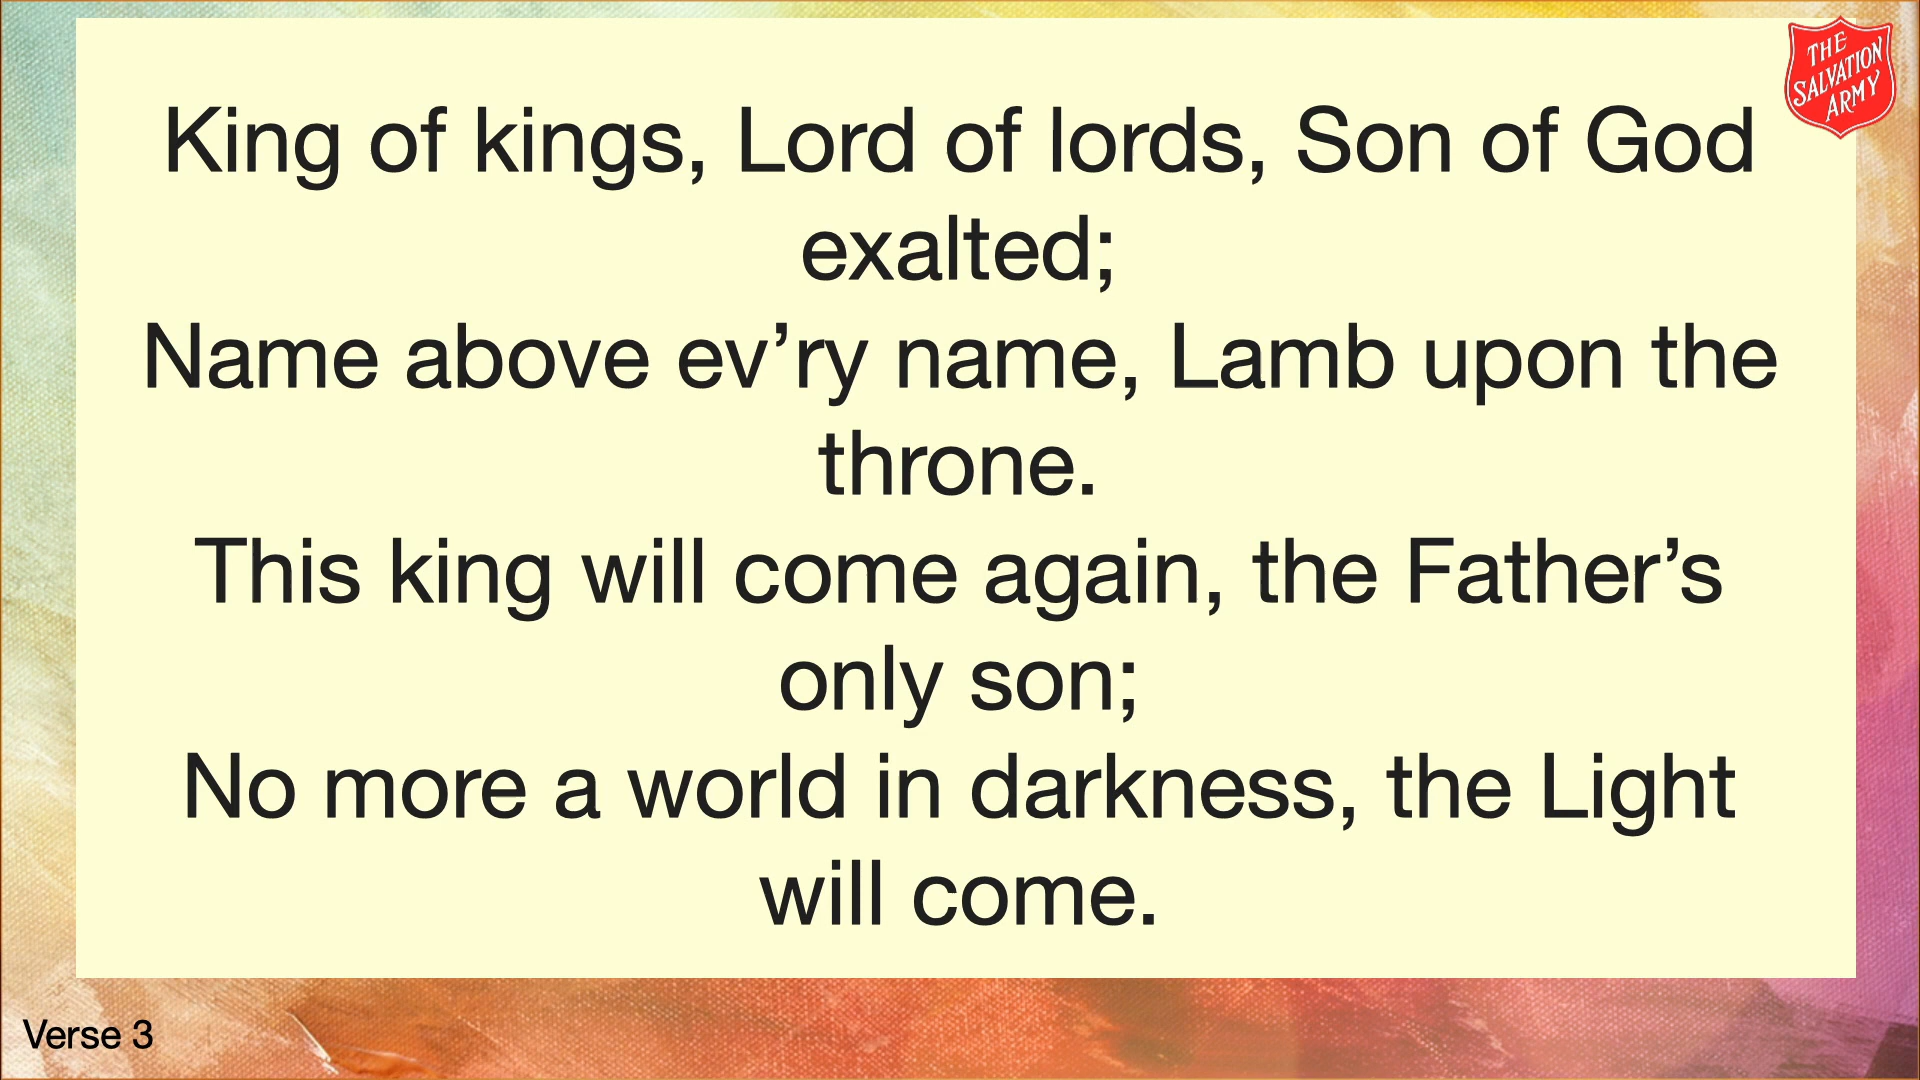 THE
SALVATION
ARMY
King of kings, Lord of lords, Son of God
exalted;
Name above ev’ry name, Lamb upon the
throne.
This king will come again, the Father’s
only son;
No more a world in darkness, the Light
will come.
Verse 3